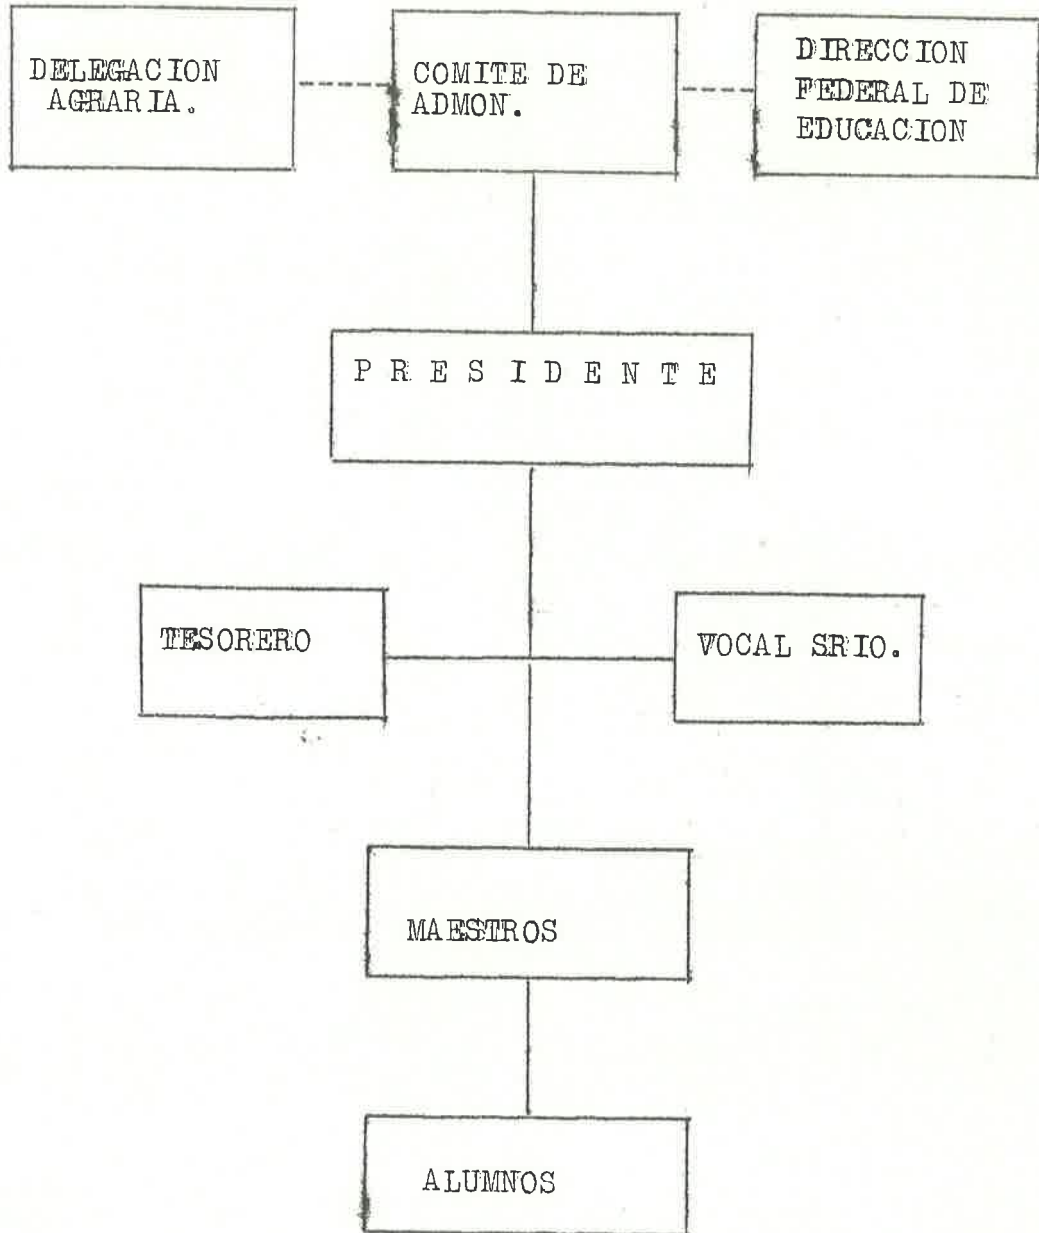 DELEGACION
AGRARIA.
COMITE DE
ADMON.
DIRECCION
FEDERAL DE
EDUCACION
P R E S I D E N T E
TESORERO
VOCAL SRIO.
MAESTROS
ALUMNOS